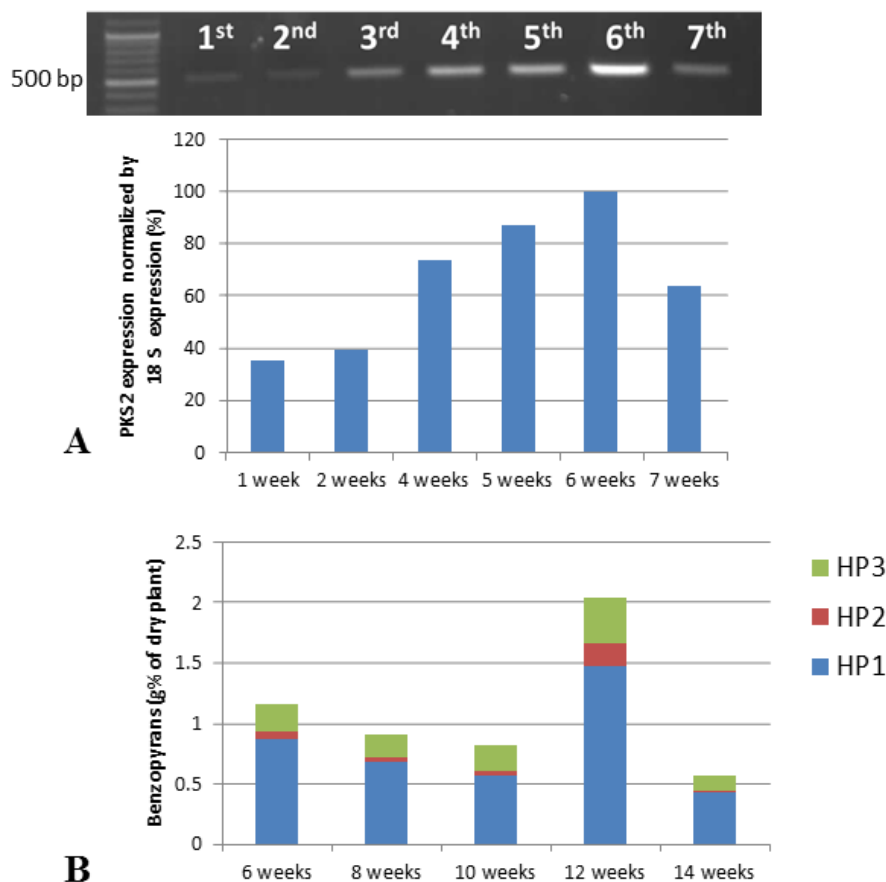 1st 2nd 3rd 4th 5th 6th 7th
500 bp
PKS2 expression normalized by
18 S expression (%)
120
100
80
60
40
20
0
1 week 2 weeks 4 weeks 5 weeks 6 weeks 7 weeks
A
Benzopyrans (g% of dry plant)
2.5
2
1.5
1
0.5
0
6 weeks 8 weeks 10 weeks 12 weeks 14 weeks
HP3
HP2
HP1
B